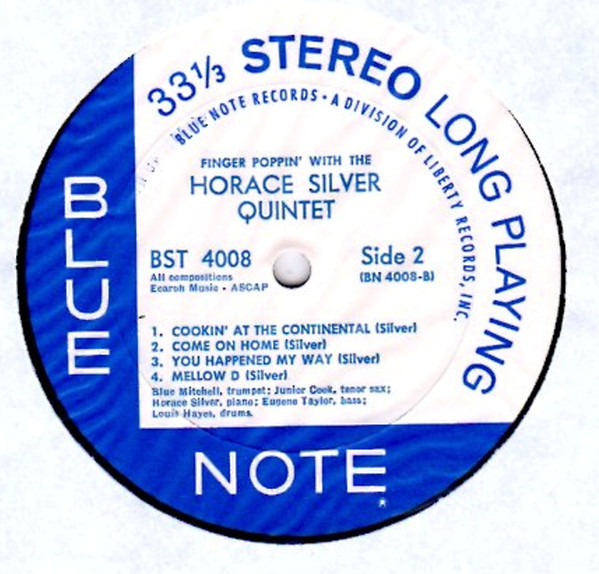 33⅓ STEREO LONG PLAYING
BLUE NOTE RECORDS • A DIVISION OF LIBERTY RECORDS, INC.
FINGER POPPIN' WITH THE
HORACE SILVER
QUINTET
BST 4008
All compositions
Ecaroh Music - ASCAP
Side 2
(BN 4008-B)
1. COOKIN' AT THE CONTINENTAL (Silver)
2. COME ON HOME (Silver)
3. YOU HAPPENED MY WAY (Silver)
4. MELLOW D (Silver)
Blue Mitchell, trumpet; Junior Cook, tenor sax;
Horace Silver, piano; Eugene Taylor, bass;
Louis Hayes, drums.
BLUE
NOTE